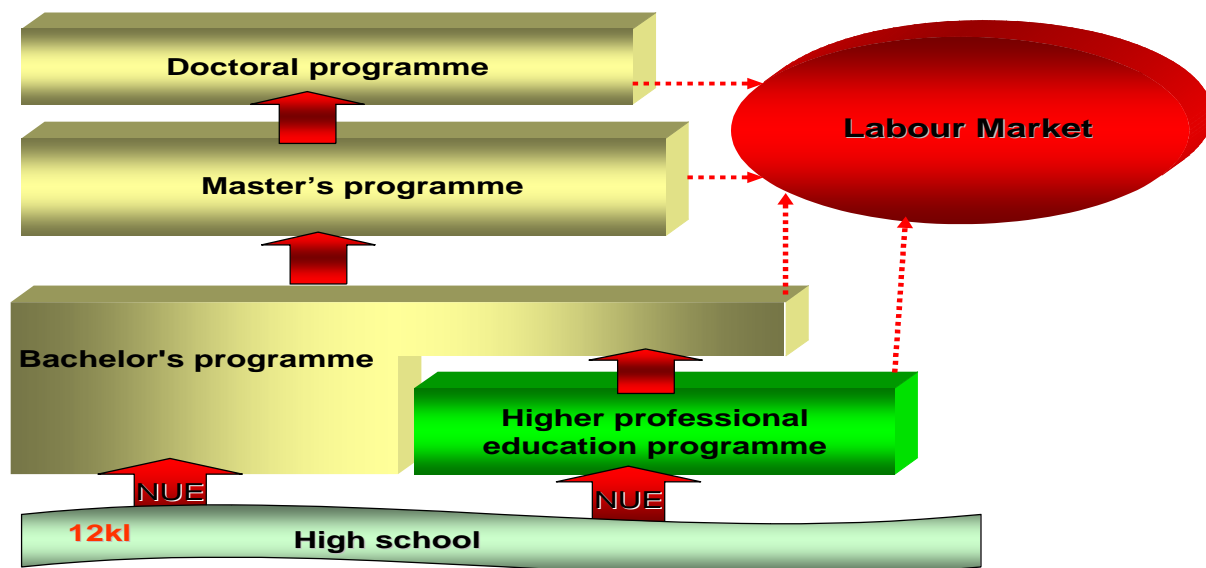 Doctoral programme
Labour Market
Master’s programme
Bachelor's programme
Higher professional
education programme
NUE
NUE
12kl
High school